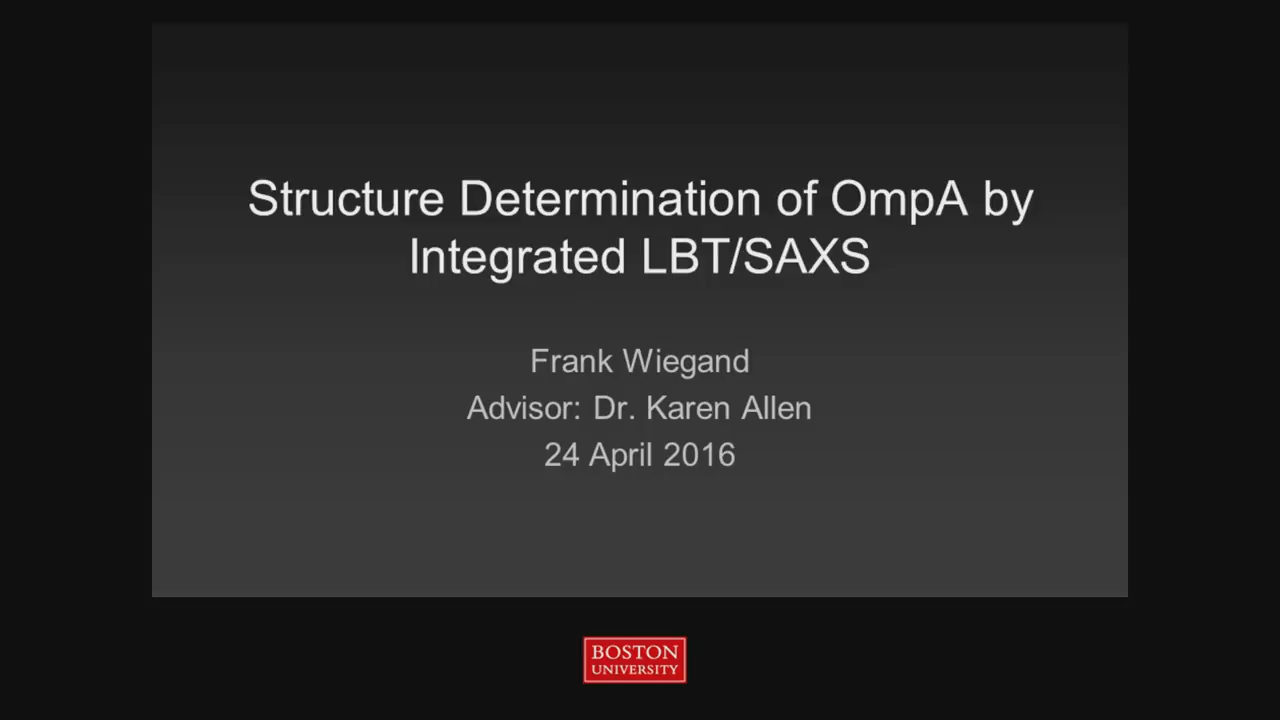 Structure Determination of OmpA by
Integrated LBT/SAXS
Frank Wiegand
Advisor: Dr. Karen Allen
24 April 2016
BOSTON
UNIVERSITY